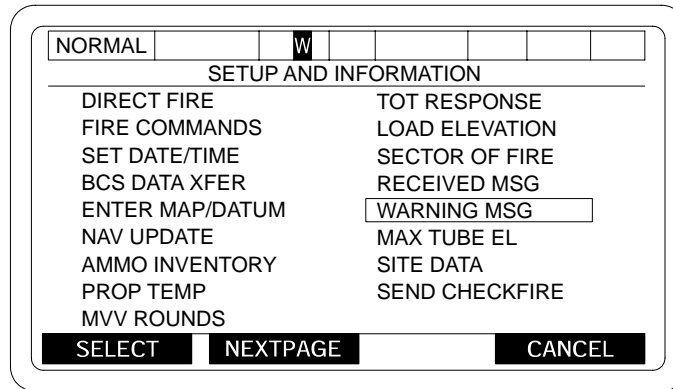 NORMAL W
SETUP AND INFORMATION
DIRECT FIRE
FIRE COMMANDS
SET DATE/TIME
BCS DATA XFER
ENTER MAP/DATUM
NAV UPDATE
AMMO INVENTORY
PROP TEMP
MVV ROUNDS
TOT RESPONSE
LOAD ELEVATION
SECTOR OF FIRE
RECEIVED MSG
WARNING MSG
MAX TUBE EL
SITE DATA
SEND CHECKFIRE
SELECT NEXTPAGE CANCEL